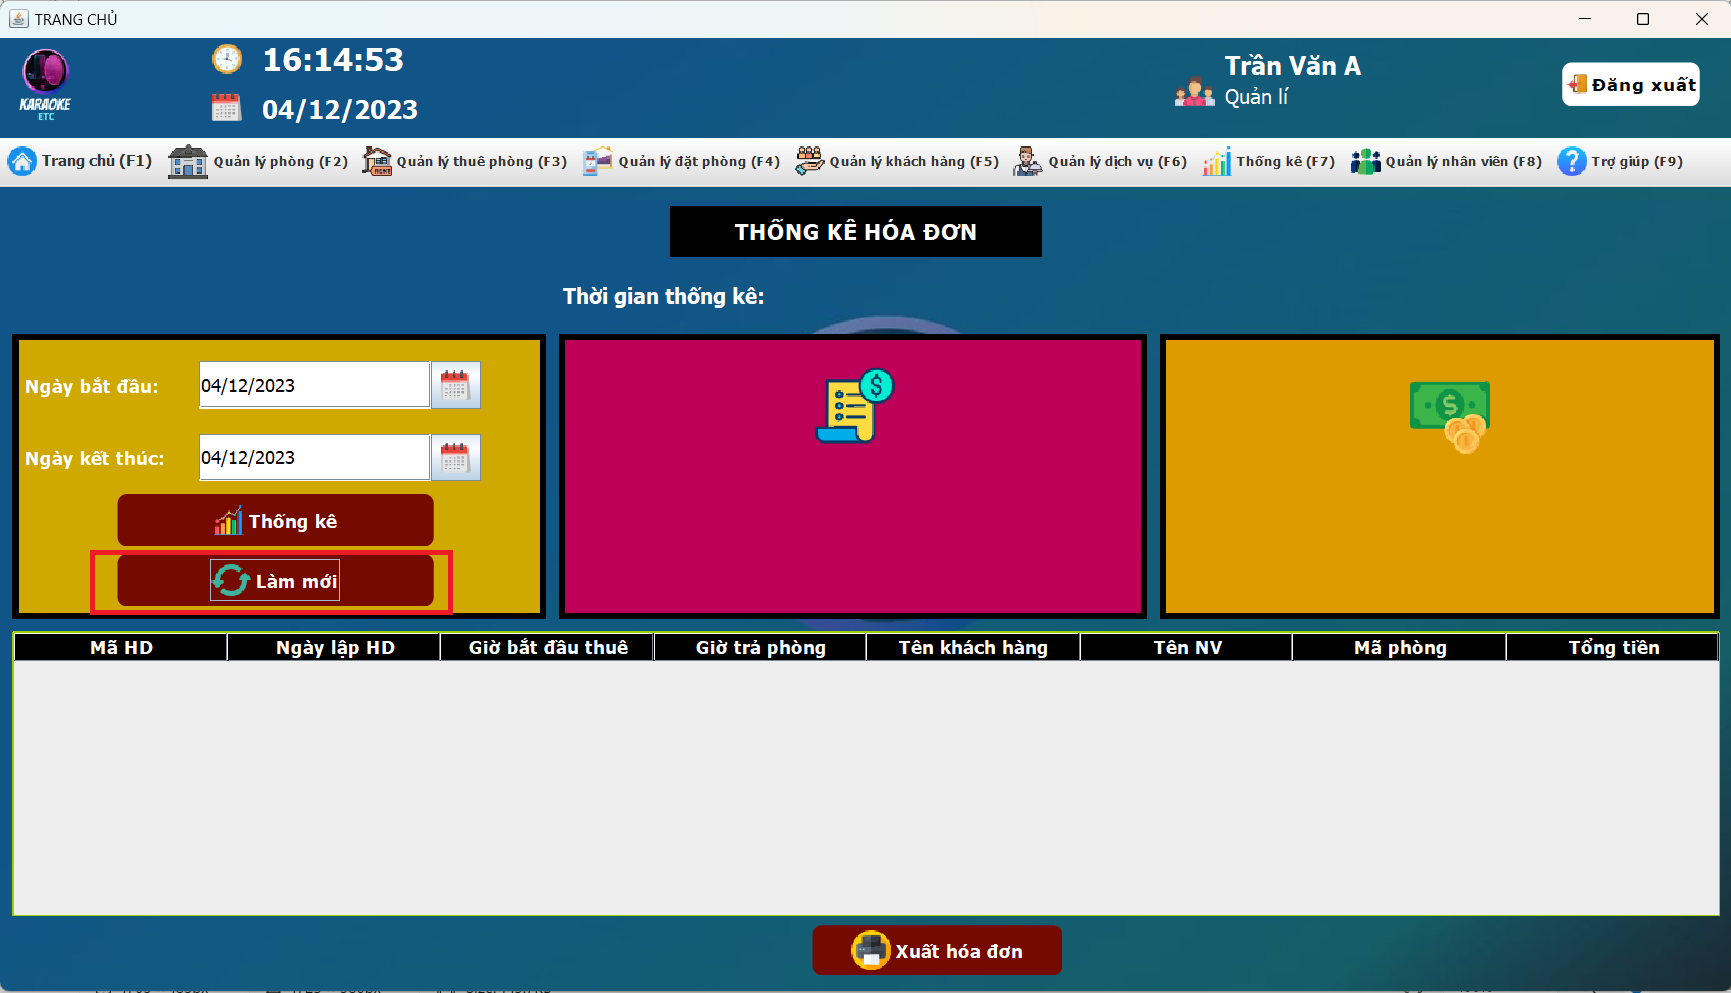 TRANG CHỦ
KARAOKE
ETC
16:14:53
04/12/2023
Trần Văn A
Quản lí
Đăng xuất
Trang chủ (F1)
Quản lý phòng (F2)
Quản lý thuê phòng (F3)
Quản lý đặt phòng (F4)
Quản lý khách hàng (F5)
Quản lý dịch vụ (F6)
Thống kê (F7)
Quản lý nhân viên (F8)
Trợ giúp (F9)
THỐNG KÊ HÓA ĐƠN
Thời gian thống kê:
Ngày bắt đầu:
04/12/2023
Ngày kết thúc:
04/12/2023
Thống kê
Làm mới
Mã HD
Ngày lập HD
Giờ bắt đầu thuê
Giờ trả phòng
Tên khách hàng
Tên NV
Mã phòng
Tổng tiền
Xuất hóa đơn